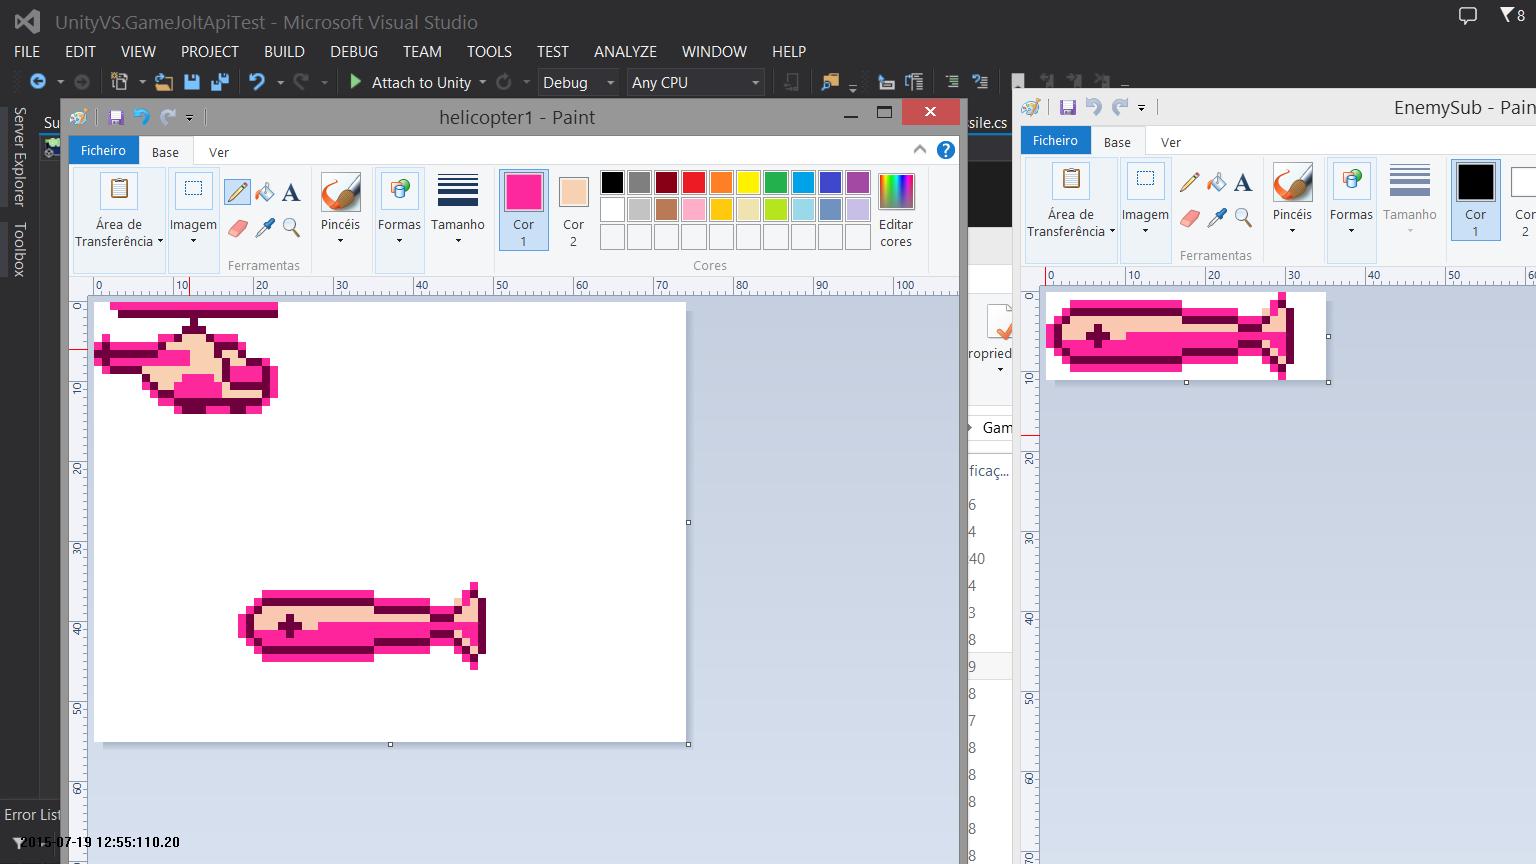 UnityVS.GameJoltApiTest - Microsoft Visual Studio
8
FILE EDIT VIEW PROJECT BUILD DEBUG TEAM TOOLS TEST ANALYZE WINDOW HELP
Attach to Unity Debug Any CPU
Server Explorer
Toolbox
Su
helicopter1 - Paint
Ficheiro Base Ver
Área de Transferência
Imagem
A
Ferramentas
Pincéis
Formas
Tamanho
Cor 1
Cor 2
Editar cores
Cores
0 10 20 30 40 50 60 70 80 90 100
0
10
20
30
40
50
60
sile.cs
ropried
Gam
ficaç...
6
4
40
4
3
8
9
8
7
8
8
8
8
8
EnemySub - Pain
Ficheiro Base Ver
Área de Transferência
Imagem
A
Ferramentas
Pincéis
Formas
Tamanho
Cor 1
Cor 2
0 10 20 30 40 50 60
0
10
20
30
40
50
60
70
Error List
2015-07-19 12:55:110.20